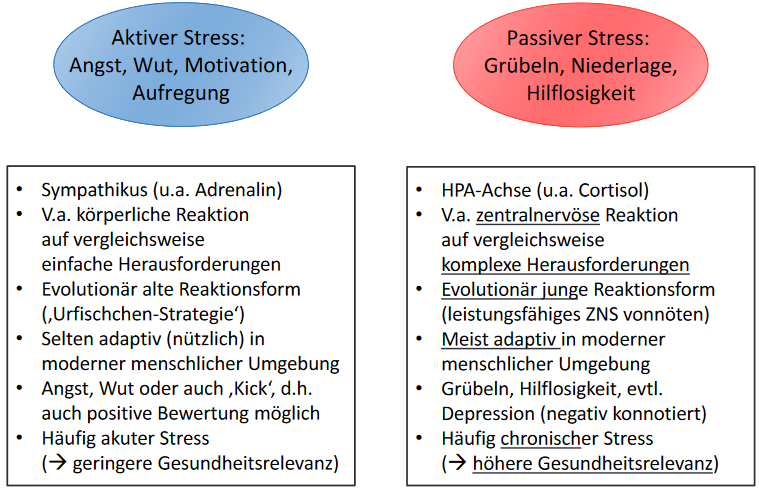 Aktiver Stress:
Angst, Wut, Motivation,
Aufregung
Passiver Stress:
Grübeln, Niederlage,
Hilflosigkeit
• Sympathikus (u.a. Adrenalin)
• V.a. körperliche Reaktion
auf vergleichsweise
einfache Herausforderungen
• Evolutionär alte Reaktionsform
(‚Urfischchen-Strategie‘)
• Selten adaptiv (nützlich) in
moderner menschlicher Umgebung
• Angst, Wut oder auch ‚Kick‘, d.h.
auch positive Bewertung möglich
• Häufig akuter Stress
(→ geringere Gesundheitsrelevanz)
• HPA-Achse (u.a. Cortisol)
• V.a. zentralnervöse Reaktion
auf vergleichsweise
komplexe Herausforderungen
• Evolutionär junge Reaktionsform
(leistungsfähiges ZNS vonnöten)
• Meist adaptiv in moderner
menschlicher Umgebung
• Grübeln, Hilflosigkeit, evtl.
Depression (negativ konnotiert)
• Häufig chronischer Stress
(→ höhere Gesundheitsrelevanz)